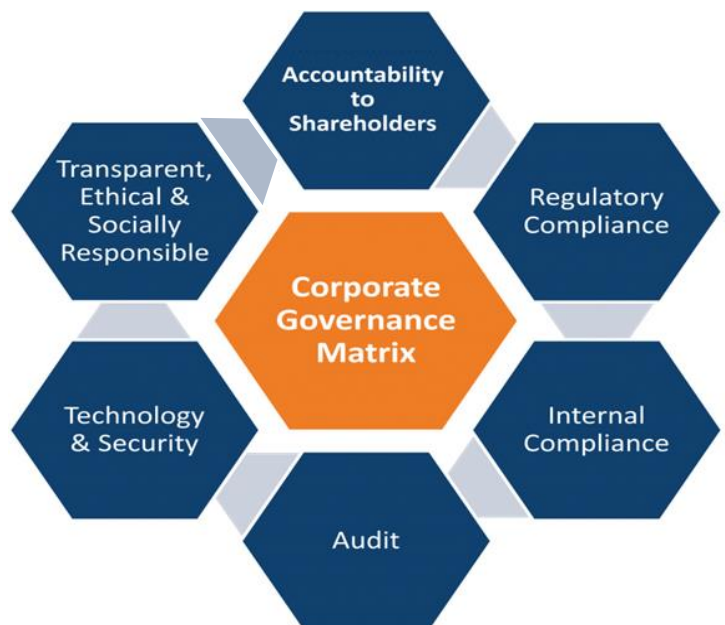 Accountability
to
Shareholders
Transparent,
Ethical &
Socially
Responsible
Regulatory
Compliance
Corporate
Governance
Matrix
Technology
& Security
Internal
Compliance
Audit